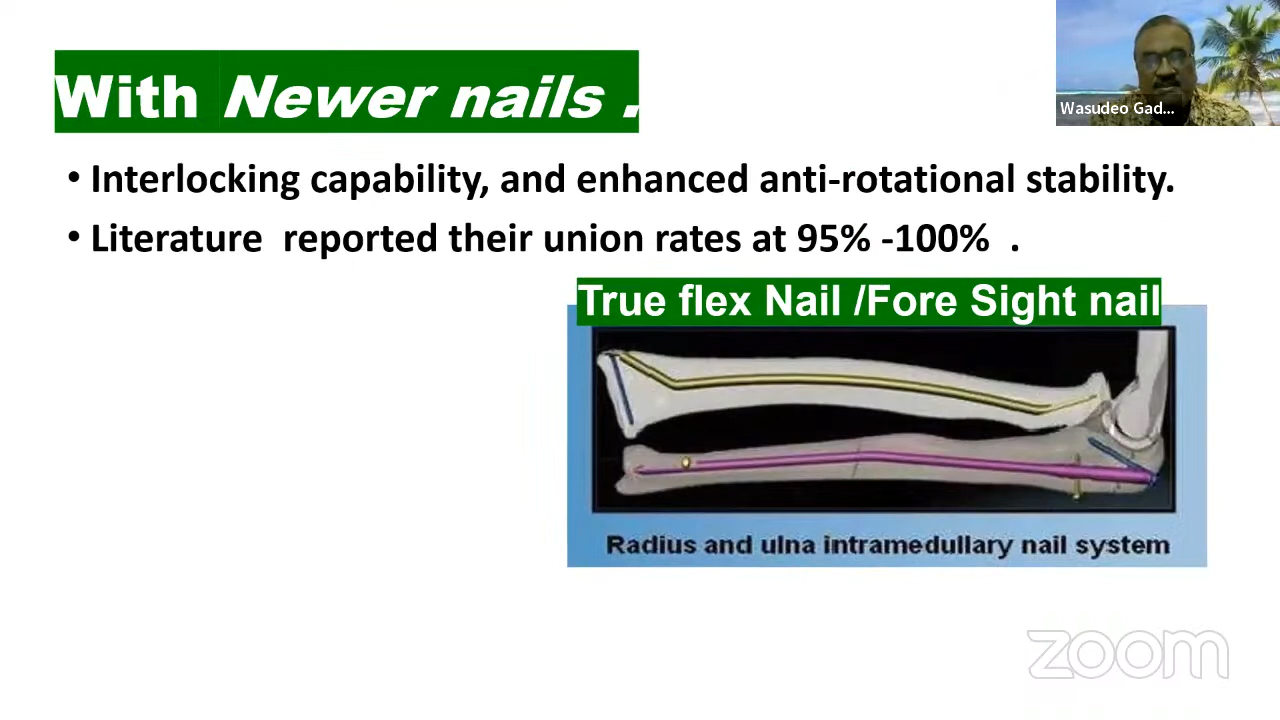 With Newer nails .
Wasudeo Gad...
• Interlocking capability, and enhanced anti-rotational stability.
• Literature  reported their union rates at 95% -100%  .
True flex Nail /Fore Sight nail
Radius and ulna intramedullary nail system
zoom